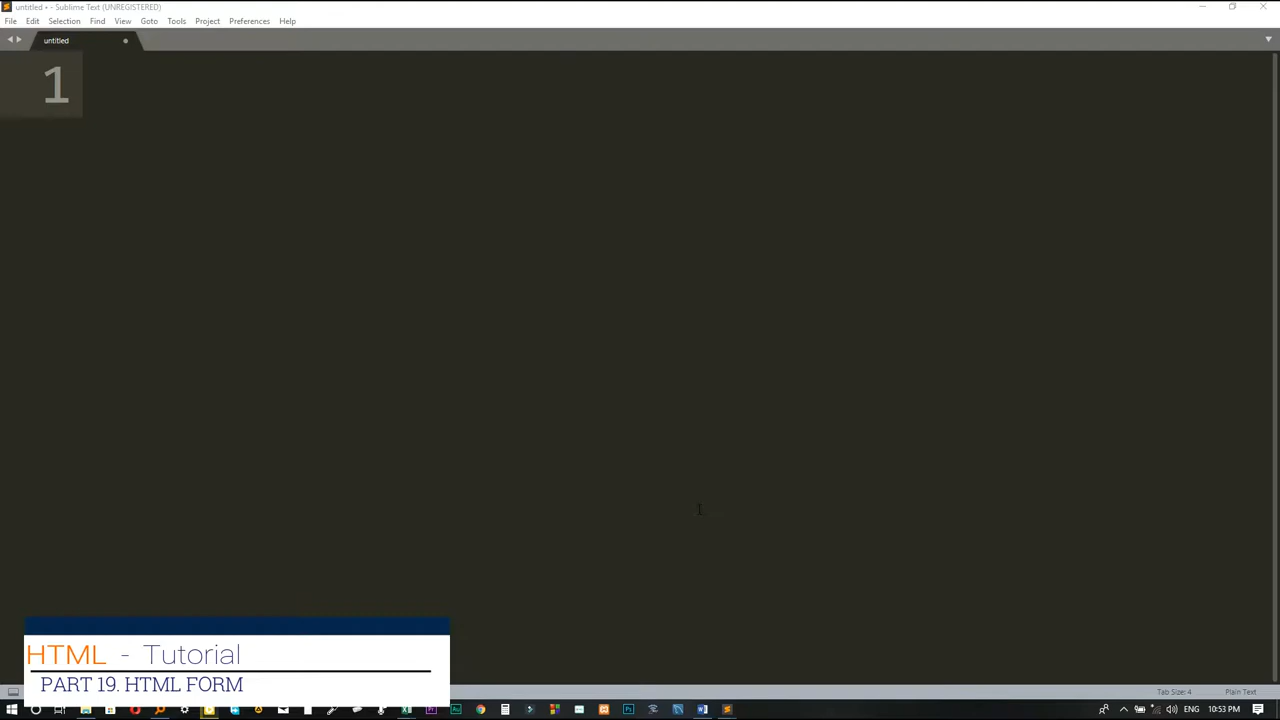 untitled • - Sublime Text (UNREGISTERED)
File Edit Selection Find View Goto Tools Project Preferences Help
untitled
1
HTML - Tutorial
PART 19. HTML FORM
Tab Size: 4 Plain Text
ENG 10:53 PM